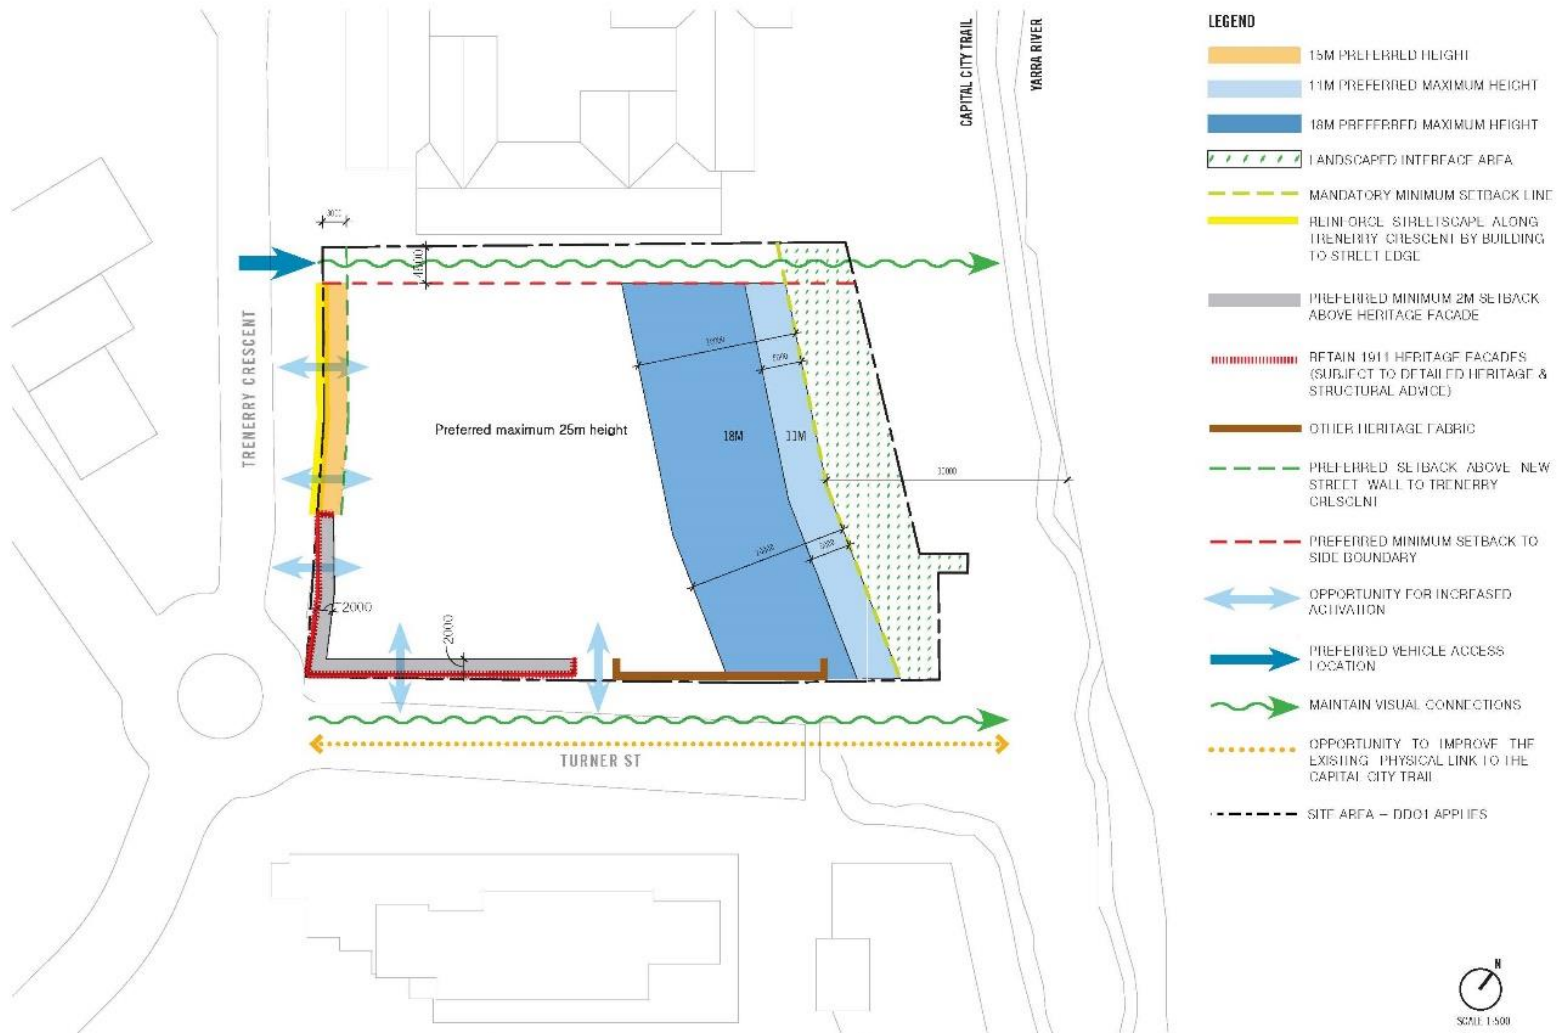 CAPITAL CITY TRAIL
YARRA RIVER
3000
4800
TRENERRY CRESCENT
Preferred maximum 25m height
18M
11M
5000
2000
2000
TURNER ST
LEGEND
15M PREFERRED HEIGHT
11M PREFERRED MAXIMUM HEIGHT
18M PREFERRED MAXIMUM HEIGHT
LANDSCAPED INTERFACE AREA
MANDATORY MINIMUM SETBACK LINE
REINFORCE STREETSCAPE ALONG
TRENERRY CRESCENT BY BUILDING
TO STREET EDGE
PREFERRED MINIMUM 2M SETBACK
ABOVE HERITAGE FACADE
RETAIN 1911 HERITAGE FACADES
(SUBJECT TO DETAILED HERITAGE &
STRUCTURAL ADVICE)
OTHER HERITAGE FABRIC
PREFERRED SETBACK ABOVE NEW
STREET WALL TO TRENERRY
CRESCENT
PREFERRED MINIMUM SETBACK TO
SIDE BOUNDARY
OPPORTUNITY FOR INCREASED
ACTIVATION
PREFERRED VEHICLE ACCESS
LOCATION
MAINTAIN VISUAL CONNECTIONS
OPPORTUNITY TO IMPROVE THE
EXISTING PHYSICAL LINK TO THE
CAPITAL CITY TRAIL
SITE AREA – DDO1 APPLIES
N
SCALE 1:500